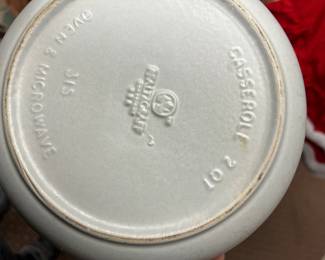 OVEN & MICROWAVE
315
CASSEROLE 2 QT